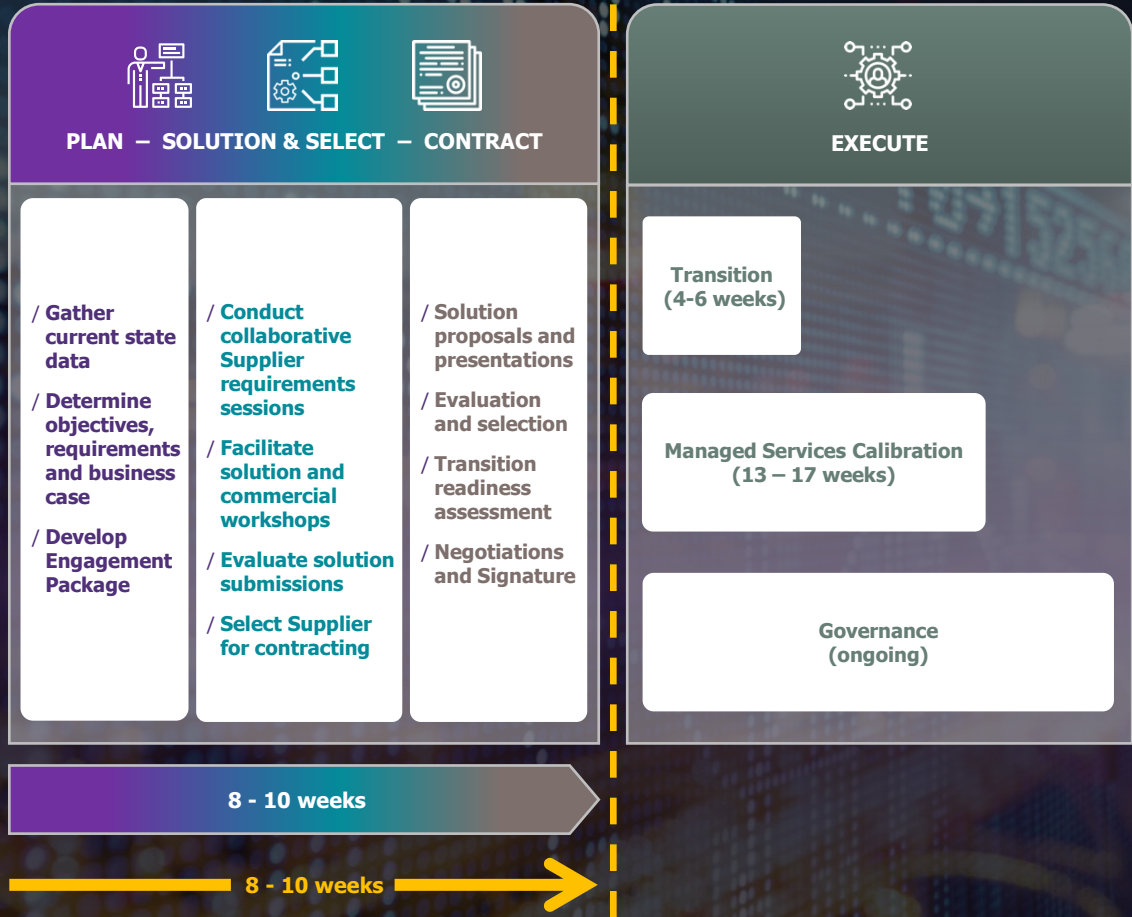 PLAN – SOLUTION & SELECT – CONTRACT
/ Gather
current state
data
/ Determine
objectives,
requirements
and business
case
/ Develop
Engagement
Package
/ Conduct
collaborative
Supplier
requirements
sessions
/ Facilitate
solution and
commercial
workshops
/ Evaluate solution
submissions
/ Select Supplier
for contracting
/ Solution
proposals and
presentations
/ Evaluation
and selection
/ Transition
readiness
assessment
/ Negotiations
and Signature
8 - 10 weeks
8 - 10 weeks
EXECUTE
Transition
(4-6 weeks)
Managed Services Calibration
(13 – 17 weeks)
Governance
(ongoing)